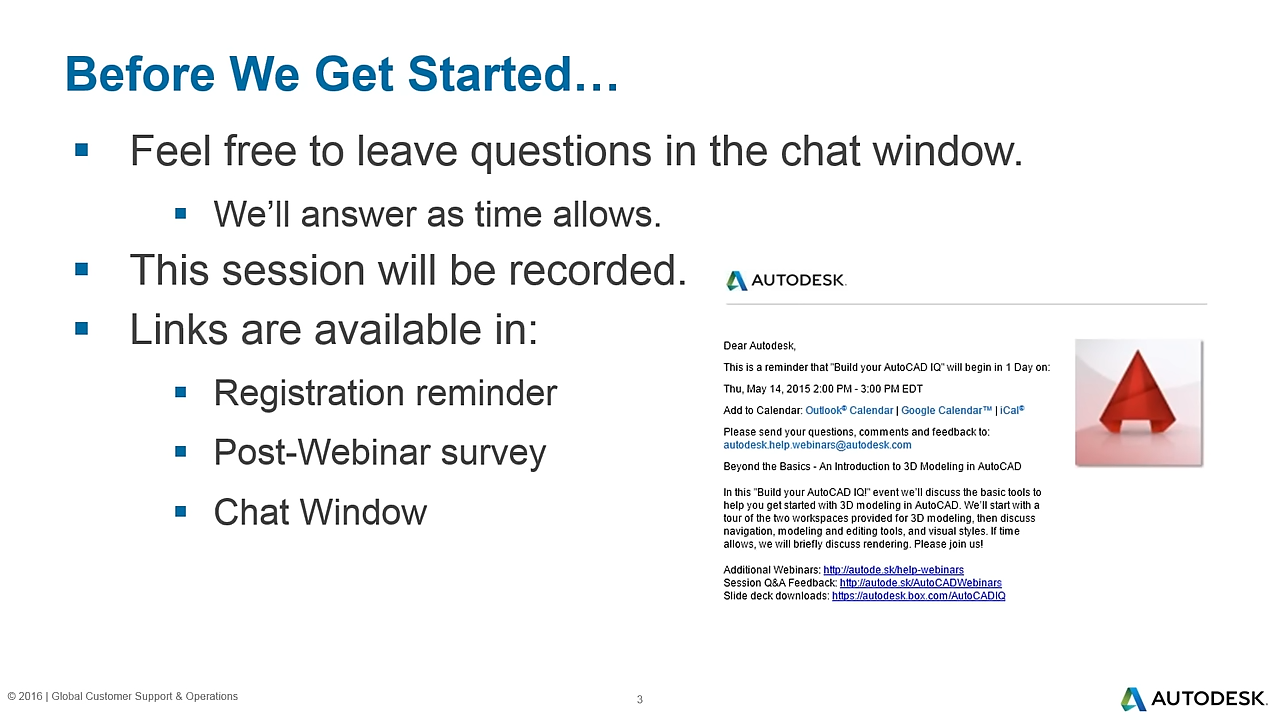 Before We Get Started…
▪ Feel free to leave questions in the chat window.
▪ We’ll answer as time allows.
▪ This session will be recorded.
▪ Links are available in:
▪ Registration reminder
▪ Post-Webinar survey
▪ Chat Window
AUTODESK.
Dear Autodesk,
This is a reminder that "Build your AutoCAD IQ" will begin in 1 Day on:
Thu, May 14, 2015 2:00 PM - 3:00 PM EDT
Add to Calendar: Outlook® Calendar | Google Calendar™ | iCal®
Please send your questions, comments and feedback to:
autodesk.help.webinars@autodesk.com
Beyond the Basics - An Introduction to 3D Modeling in AutoCAD
In this "Build your AutoCAD IQ!" event we'll discuss the basic tools to
help you get started with 3D modeling in AutoCAD. We'll start with a
tour of the two workspaces provided for 3D modeling, then discuss
navigation, modeling and editing tools, and visual styles. If time
allows, we will briefly discuss rendering. Please join us!
Additional Webinars: http://autode.sk/help-webinars
Session Q&A Feedback: http://autode.sk/AutoCADWebinars
Slide deck downloads: https://autodesk.box.com/AutoCADIQ
© 2016 | Global Customer Support & Operations
3
AUTODESK.